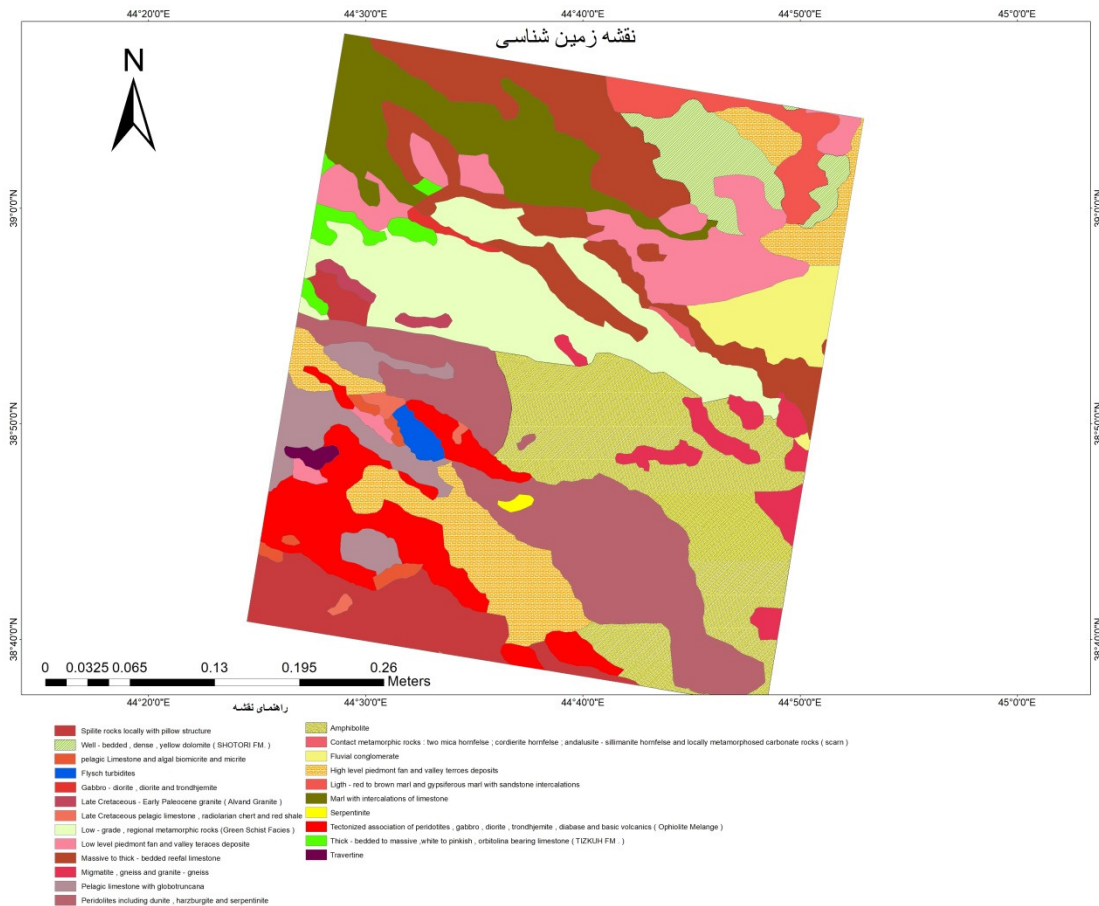 44°20'0"E 44°30'0"E 44°40'0"E 44°50'0"E 45°0'0"E
نقشه زمین شناسی
N
39°0'0"N 39°0'0"N
38°50'0"N 38°50'0"N
38°40'0"N 38°40'0"N
0 0.0325 0.065 0.13 0.195 0.26
Meters
44°20'0"E 44°30'0"E 44°40'0"E 44°50'0"E 45°0'0"E
راهنمای نقشه
Spilite rocks locally with pillow structure
Well - bedded , dense , yellow dolomite ( SHOTORI FM. )
pelagic Limestone and algal biomicrite and micrite
Flysch turbidites
Gabbro - diorite , diorite and trondhjemite
Late Cretaceous - Early Paleocene granite ( Alvand Granite )
Late Cretaceous pelagic limestone , radiolarian chert and red shale
Low - grade , regional metamorphic rocks (Green Schist Facies )
Low level piedmont fan and valley teraces deposite
Massive to thick - bedded reefal limestone
Migmatite , gneiss and granite - gneiss
Pelagic limestone with globotruncana
Peridolites including dunite , harzburgite and serpentinite
Amphibolite
Contact metamorphic rocks : two mica hornfelse ; cordierite hornfelse ; andalusite - sillimanite hornfelse and locally metamorphosed carbonate rocks ( scarn )
Fluvial conglomerate
High level piedmont fan and valley terrces deposits
Ligth - red to brown marl and gypsiferous marl with sandstone intercalations
Marl with intercalations of limestone
Serpentinite
Tectonized association of peridotites , gabbro , diorite , trondhjemite , diabase and basic volcanics ( Ophiolite Melange )
Thick - bedded to massive ,white to pinkish , orbitolina bearing limestone ( TIZKUH FM . )
Travertine